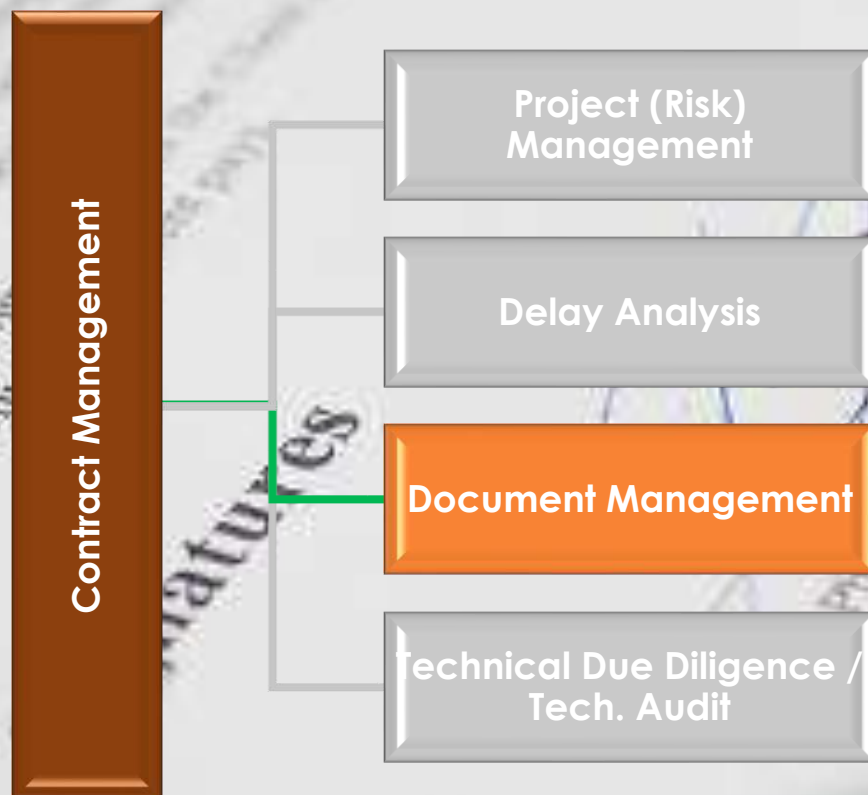 Contract Management
Project (Risk)
Management
Delay Analysis
Document Management
Technical Due Diligence /
Tech. Audit